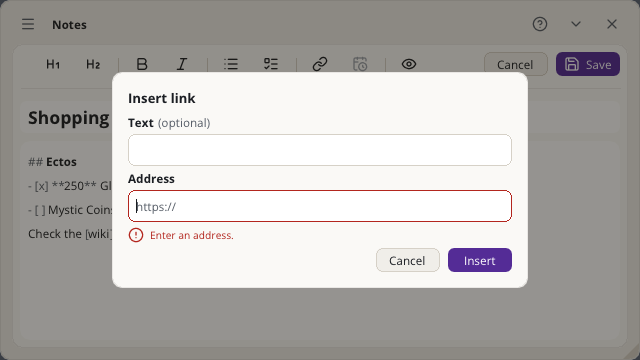 Notes
H1 H2 B I Cancel Save
Shopping
## Ectos
- [x] **250**
- [ ] Mystic Coins
Check the [wiki]
Insert link
Text (optional)
Address
https://
Enter an address.
Cancel Insert